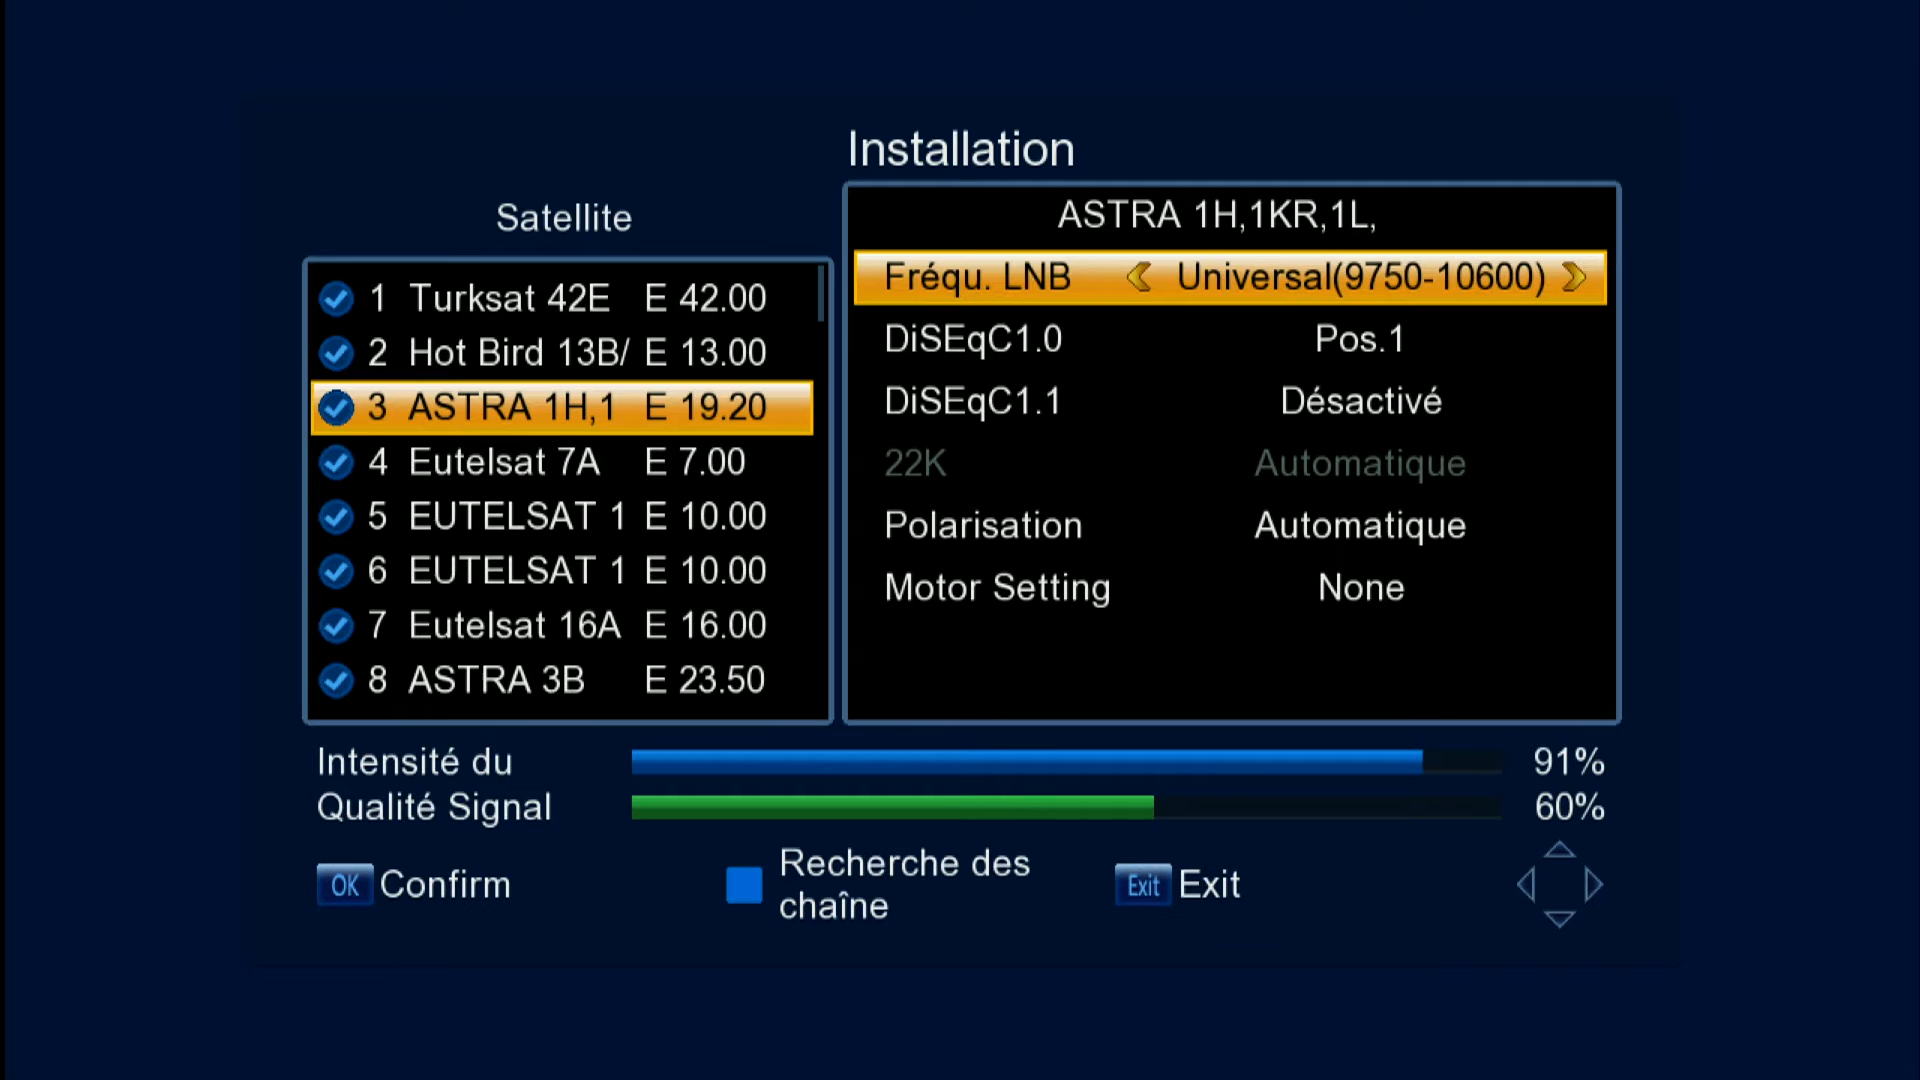 Installation
Satellite
ASTRA 1H,1KR,1L,
1 Turksat 42E E 42.00
2 Hot Bird 13B/ E 13.00
3 ASTRA 1H,1 E 19.20
4 Eutelsat 7A E 7.00
5 EUTELSAT 1 E 10.00
6 EUTELSAT 1 E 10.00
7 Eutelsat 16A E 16.00
8 ASTRA 3B E 23.50
Fréqu. LNB Universal(9750-10600)
DiSEqC1.0 Pos.1
DiSEqC1.1 Désactivé
22K Automatique
Polarisation Automatique
Motor Setting None
Intensité du 91%
Qualité Signal 60%
OK Confirm
Recherche des
chaîne
Exit Exit